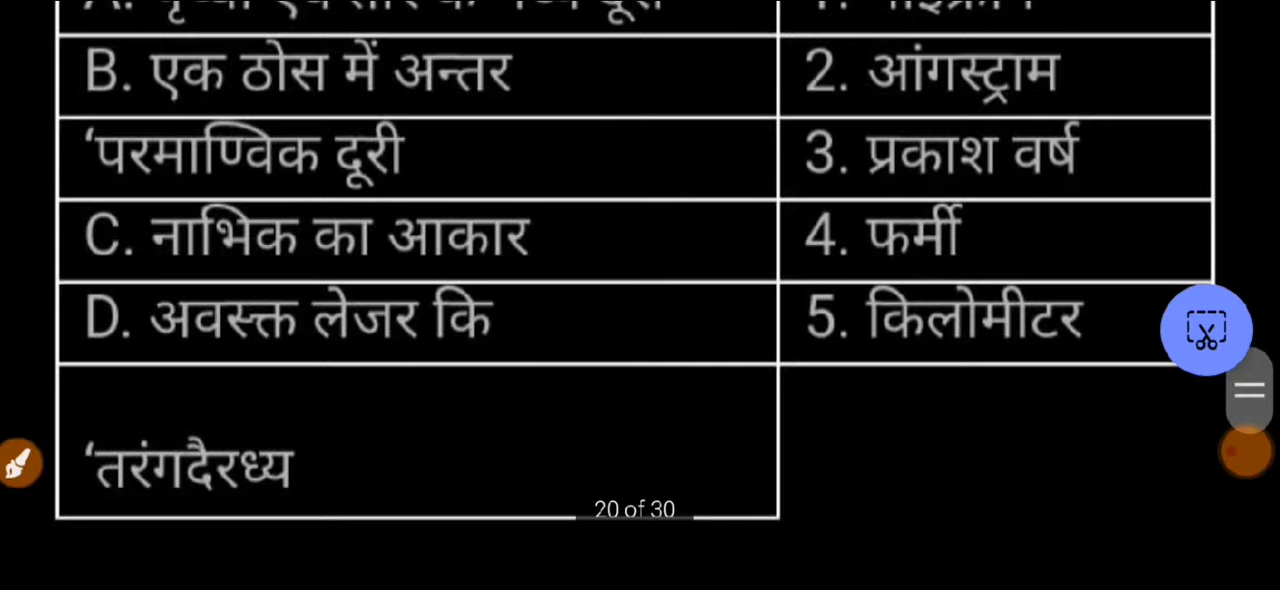 B. एक ठोस में अन्तर
2. आंगस्ट्राम
‘परमाण्विक दूरी
3. प्रकाश वर्ष
C. नाभिक का आकार
4. फर्मी
D. अवस्क्त लेजर कि
5. किलोमीटर
‘तरंगदैरध्य
20 of 30